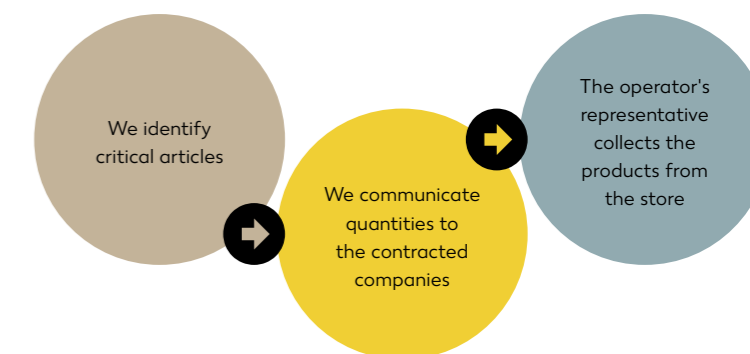 We identify
critical articles
We communicate
quantities to
the contracted
companies
The operator's
representative
collects the
products from
the store